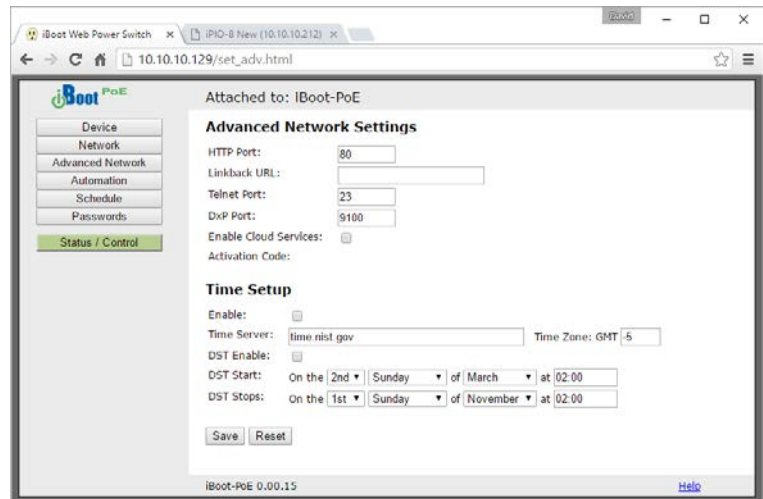 David
iBoot Web Power Switch iPIO-8 New (10.10.10.212)
10.10.10.129/set_adv.html
iBoot PoE
Attached to: iBoot-PoE
Device
Network
Advanced Network
Automation
Schedule
Passwords
Status / Control
Advanced Network Settings
HTTP Port: 80
Linkback URL:
Telnet Port: 23
DxP Port: 9100
Enable Cloud Services:
Activation Code:
Time Setup
Enable:
Time Server: time.nist.gov Time Zone: GMT -5
DST Enable:
DST Start: On the 2nd Sunday of March at 02:00
DST Stops: On the 1st Sunday of November at 02:00
Save Reset
iBoot-PoE 0.00.15 Help